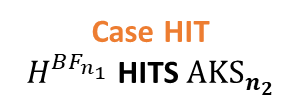 Case HIT
H^{BF_{n_1}} HITS AKS_{n_2}